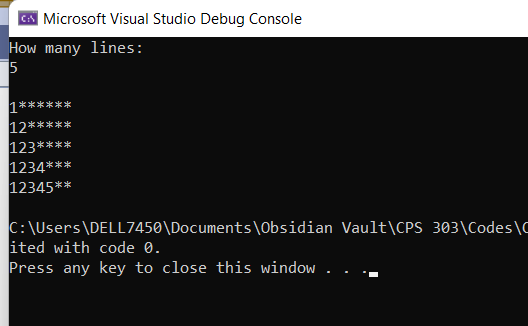 Microsoft Visual Studio Debug Console
How many lines:
5
1******
12*****
123****
1234***
12345**
C:\Users\DELL7450\Documents\Obsidian Vault\CPS 303\Codes\
ited with code 0.
Press any key to close this window . . .